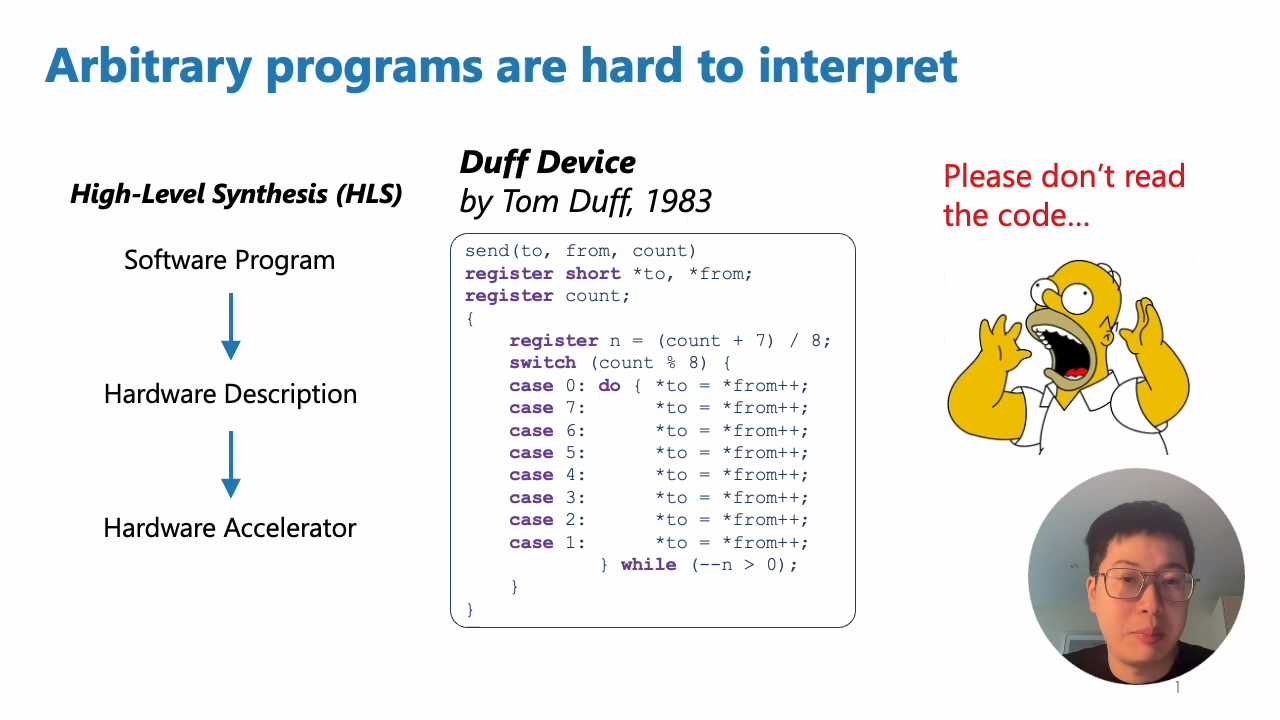 Arbitrary programs are hard to interpret
High-Level Synthesis (HLS)
Software Program
Hardware Description
Hardware Accelerator
Duff Device
by Tom Duff, 1983
send(to, from, count)
register short *to, *from;
register count;
{
    register n = (count + 7) / 8;
    switch (count % 8) {
    case 0: do { *to = *from++;
    case 7:      *to = *from++;
    case 6:      *to = *from++;
    case 5:      *to = *from++;
    case 4:      *to = *from++;
    case 3:      *to = *from++;
    case 2:      *to = *from++;
    case 1:      *to = *from++;
            } while (--n > 0);
    }
}
Please don't read
the code...
1